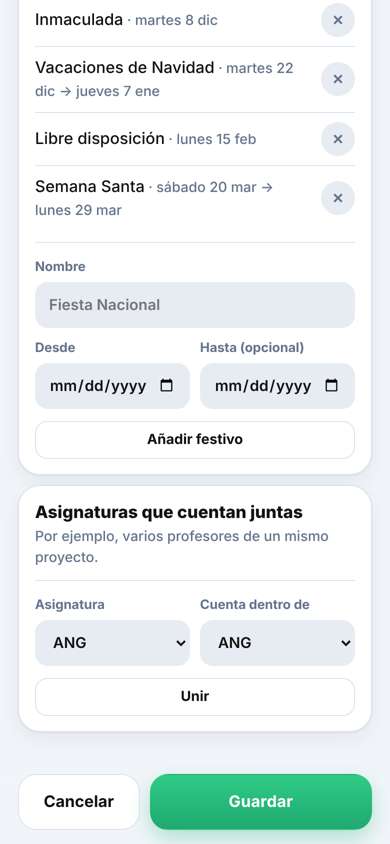 Inmaculada · martes 8 dic
Vacaciones de Navidad · martes 22
dic → jueves 7 ene
Libre disposición · lunes 15 feb
Semana Santa · sábado 20 mar →
lunes 29 mar
Nombre
Fiesta Nacional
Desde Hasta (opcional)
mm/dd/yyyy mm/dd/yyyy
Añadir festivo
Asignaturas que cuentan juntas
Por ejemplo, varios profesores de un mismo
proyecto.
Asignatura Cuenta dentro de
ANG ANG
Unir
Cancelar Guardar